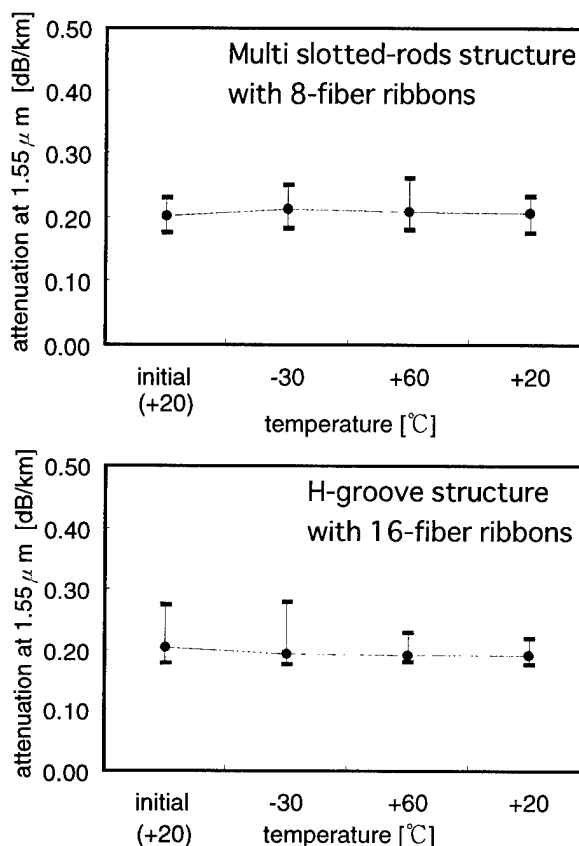 attenuation at 1.55μm [dB/km]
0.50
0.40
0.30
0.20
0.10
0.00
Multi slotted-rods structure
with 8-fiber ribbons
initial
(+20)
-30
+60
+20
temperature [℃]
attenuation at 1.55μm [dB/km]
0.50
0.40
0.30
0.20
0.10
0.00
H-groove structure
with 16-fiber ribbons
initial
(+20)
-30
+60
+20
temperature [℃]